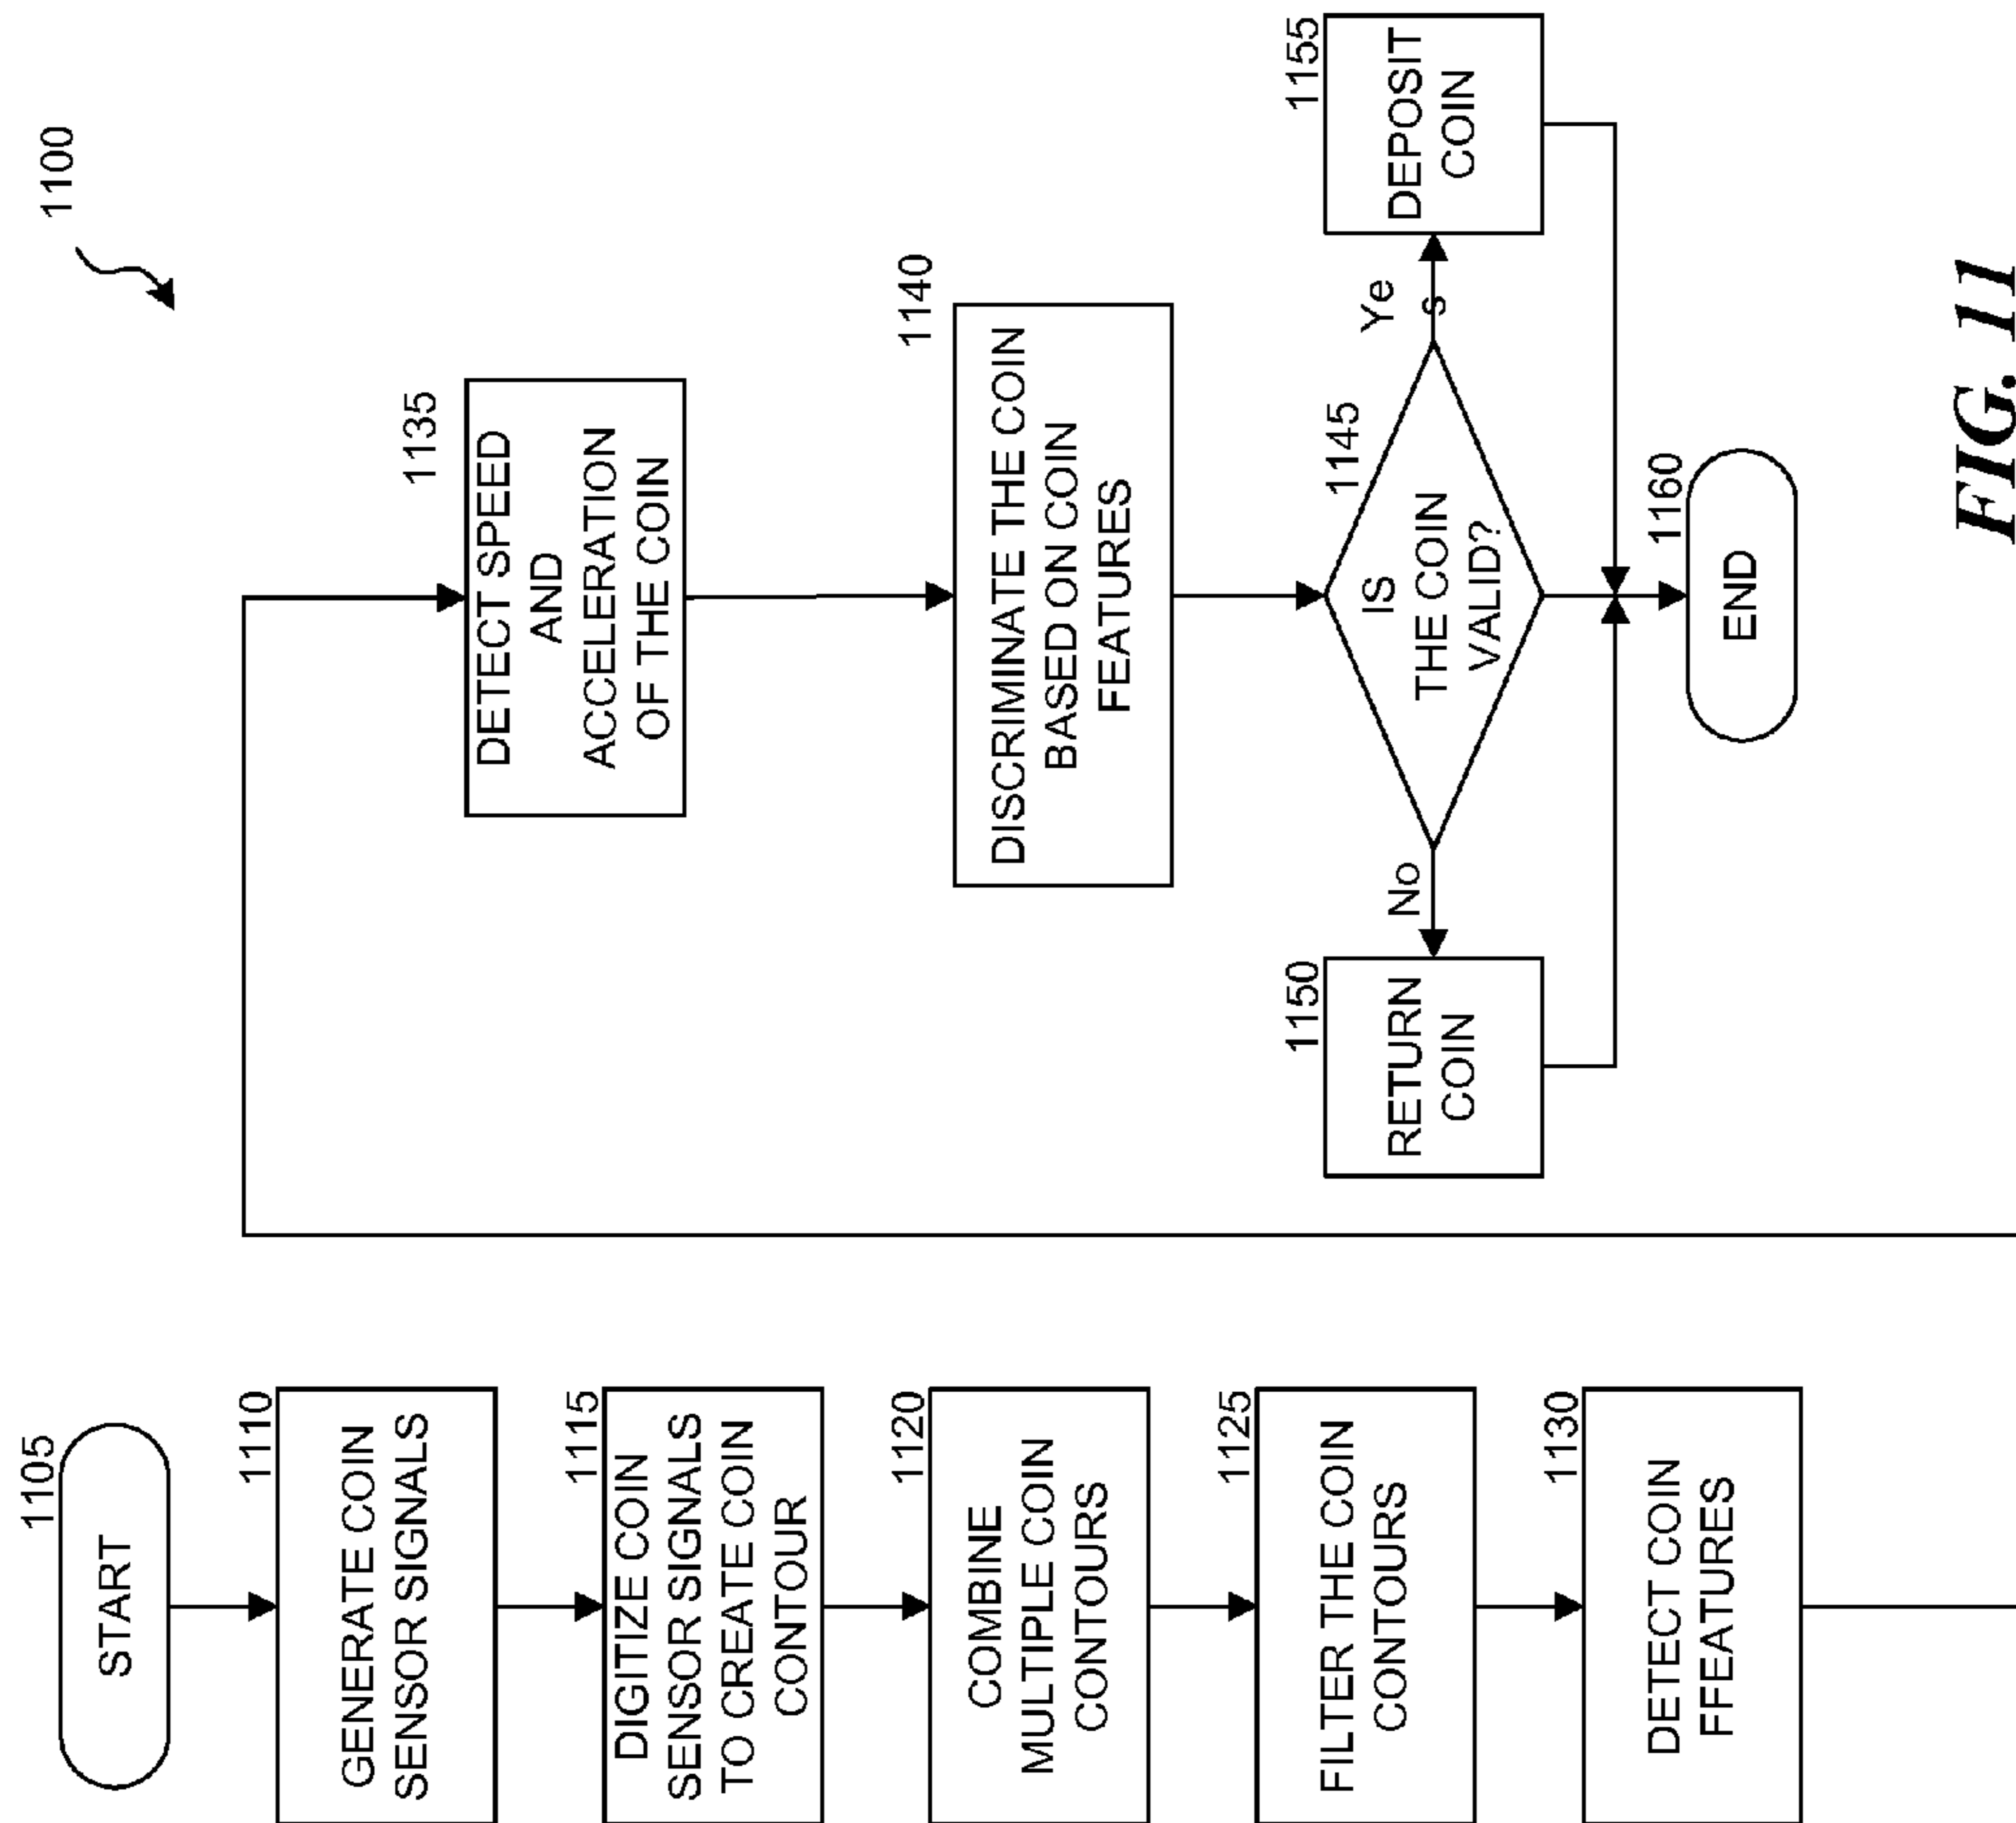 1100
1105
START
1110
GENERATE COIN
SENSOR SIGNALS
1115
DIGITIZE COIN
SENSOR SIGNALS
TO CREATE COIN
CONTOUR
1120
COMBINE
MULTIPLE COIN
CONTOURS
1125
FILTER THE COIN
CONTOURS
1130
DETECT COIN
FFEATURES
1135
DETECT SPEED
AND
ACCELERATION
OF THE COIN
1140
DISCRIMINATE THE COIN
BASED ON COIN
FEATURES
1145
IS
THE COIN
VALID?
No
Ye
s
1150
RETURN
COIN
1155
DEPOSIT
COIN
1160
END
FIG. 11